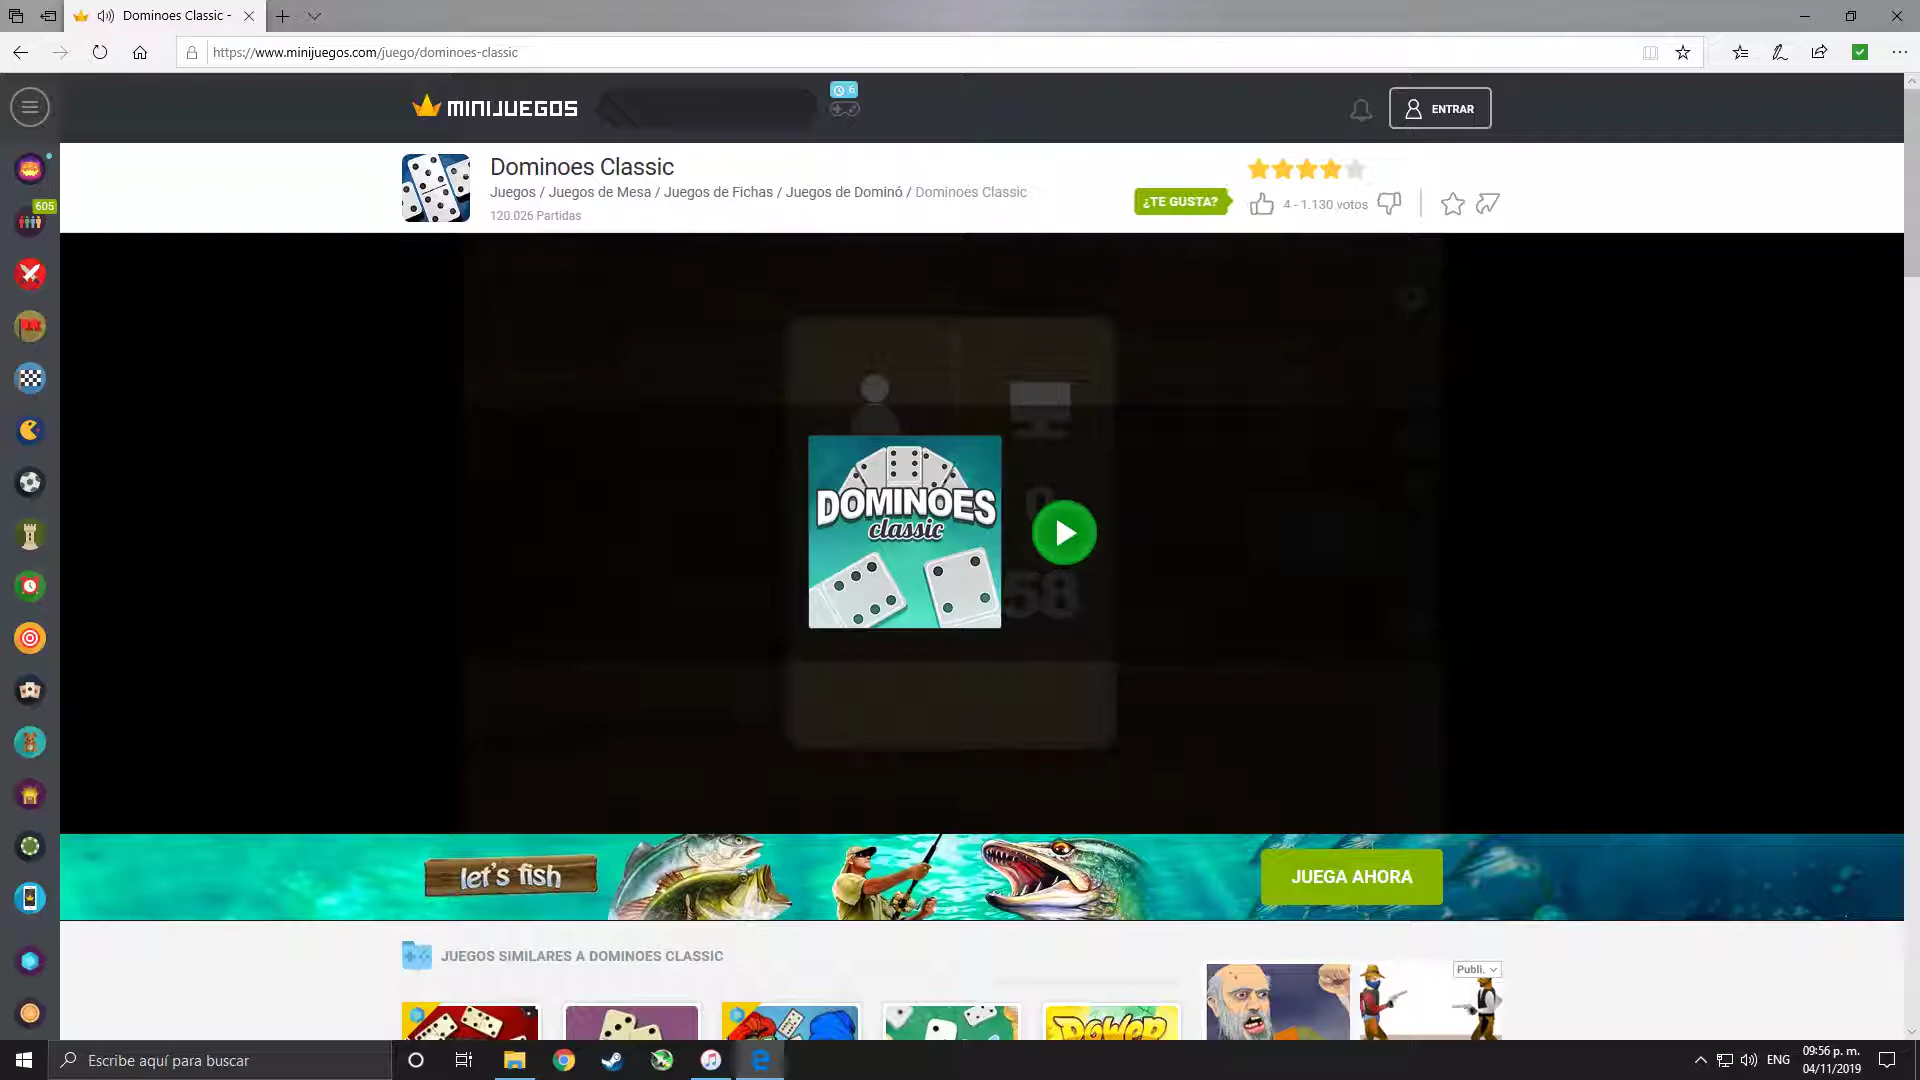 Dominoes Classic -
https://www.minijuegos.com/juego/dominoes-classic
MINIJUEGOS
6
ENTRAR
605
Dominoes Classic
Juegos / Juegos de Mesa / Juegos de Fichas / Juegos de Dominó / Dominoes Classic
120.026 Partidas
¿TE GUSTA?
4 - 1.130 votos
0
58
DOMINOES
classic
let's fish
JUEGA AHORA
JUEGOS SIMILARES A DOMINOES CLASSIC
Publi.
POWER
Escribe aquí para buscar
ENG
09:56 p. m.
04/11/2019